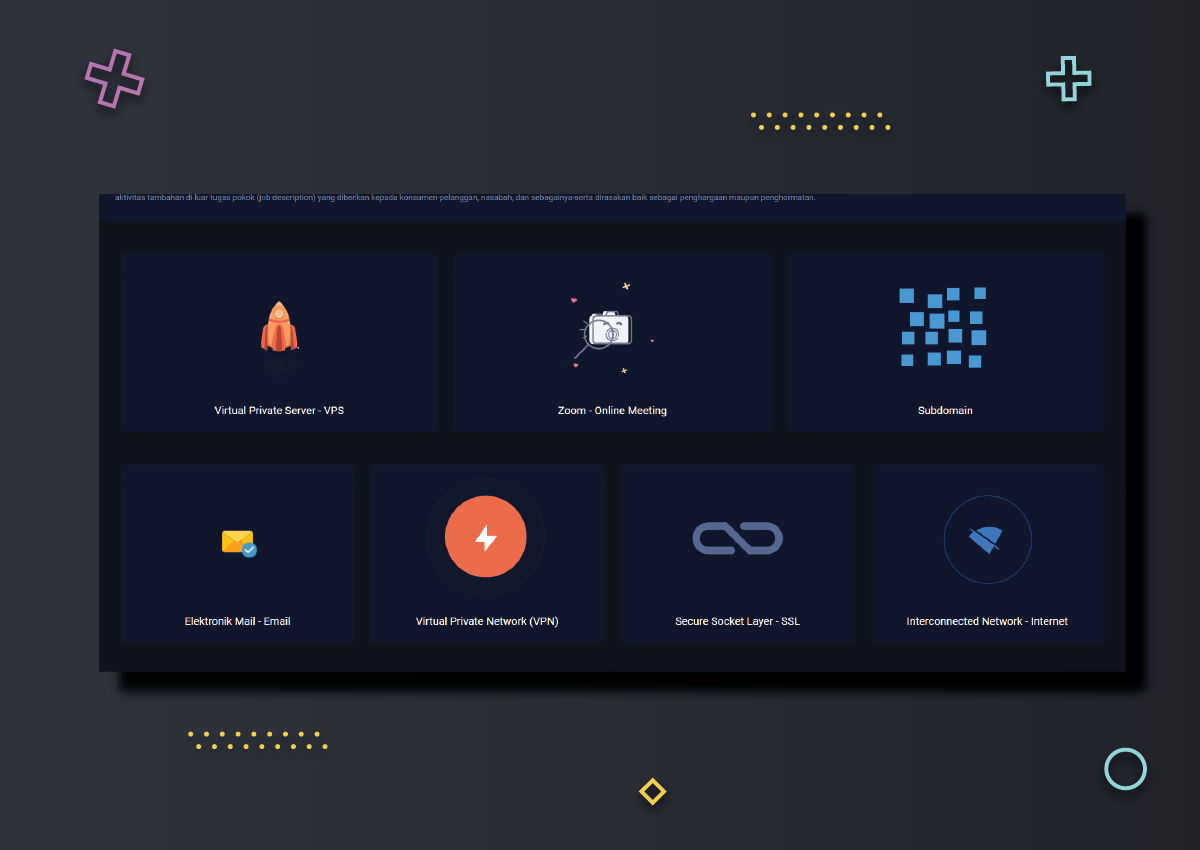 aktivitas tambahan di luar tugas pokok (job description) yang diberikan kepada konsumen-pelanggan, nasabah, dan sebagainya-serta dirasakan baik sebagai penghargaan maupun penghormatan.
Virtual Private Server - VPS
Zoom - Online Meeting
Subdomain
Elektronik Mail - Email
Virtual Private Network (VPN)
Secure Socket Layer - SSL
Interconnected Network - Internet